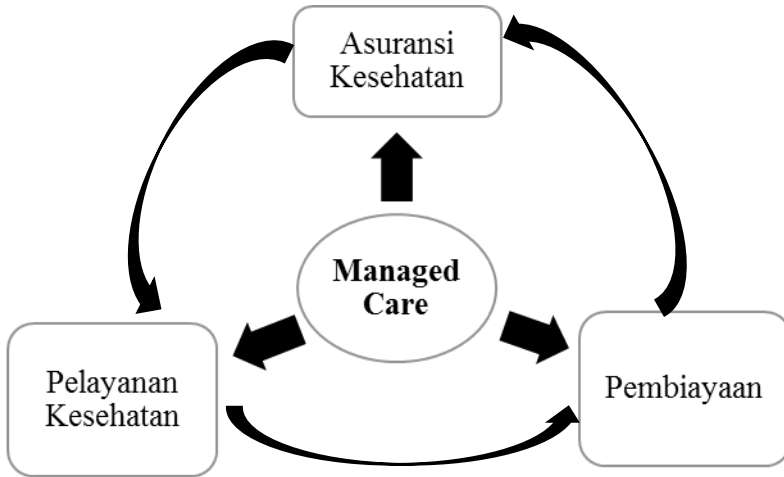 Asuransi
Kesehatan
Managed
Care
Pelayanan
Kesehatan
Pembiayaan